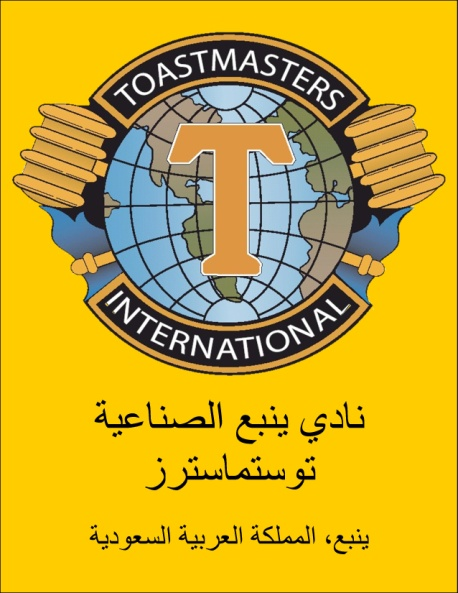 TOASTMASTERS
T
INTERNATIONAL
نادي ينبع الصناعية
توستماسترز
ينبع، المملكة العربية السعودية